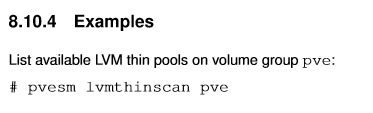 8.10.4 Examples
List available LVM thin pools on volume group pve:
# pvesm lvmthinscan pve